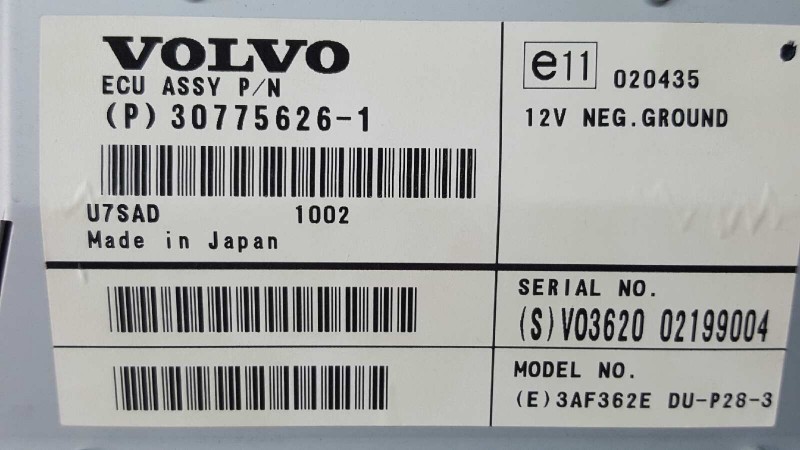 VOLVO
ECU ASSY P/N
(P) 30775626-1
U7SAD 1002
Made in Japan
e11 020435
12V NEG.GROUND
SERIAL NO.
(S)VO3620 02199004
MODEL NO.
(E)3AF362E DU-P28-3